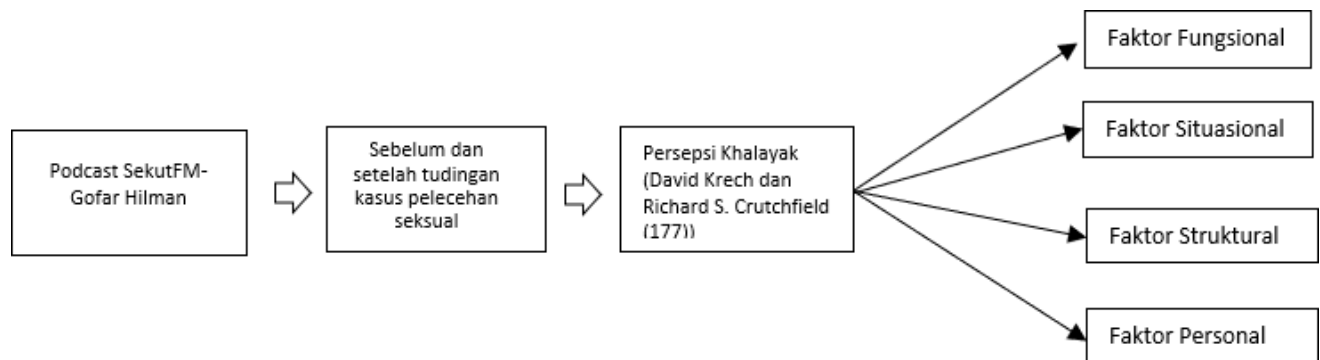 Podcast SekutFM-
Gofar Hilman
Sebelum dan
setelah tudingan
kasus pelecehan
seksual
Persepsi Khalayak
(David Krech dan
Richard S. Crutchfield
(177))
Faktor Fungsional
Faktor Situasional
Faktor Struktural
Faktor Personal